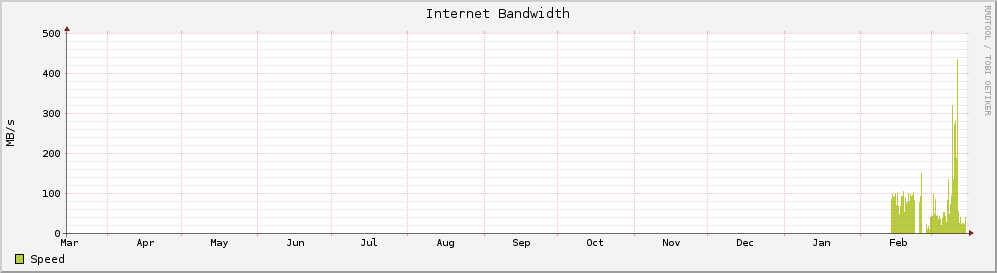 Internet Bandwidth
RRDTOOL / TOBI OETIKER
MB/s
500
400
300
200
100
0
Mar Apr May Jun Jul Aug Sep Oct Nov Dec Jan Feb
Speed